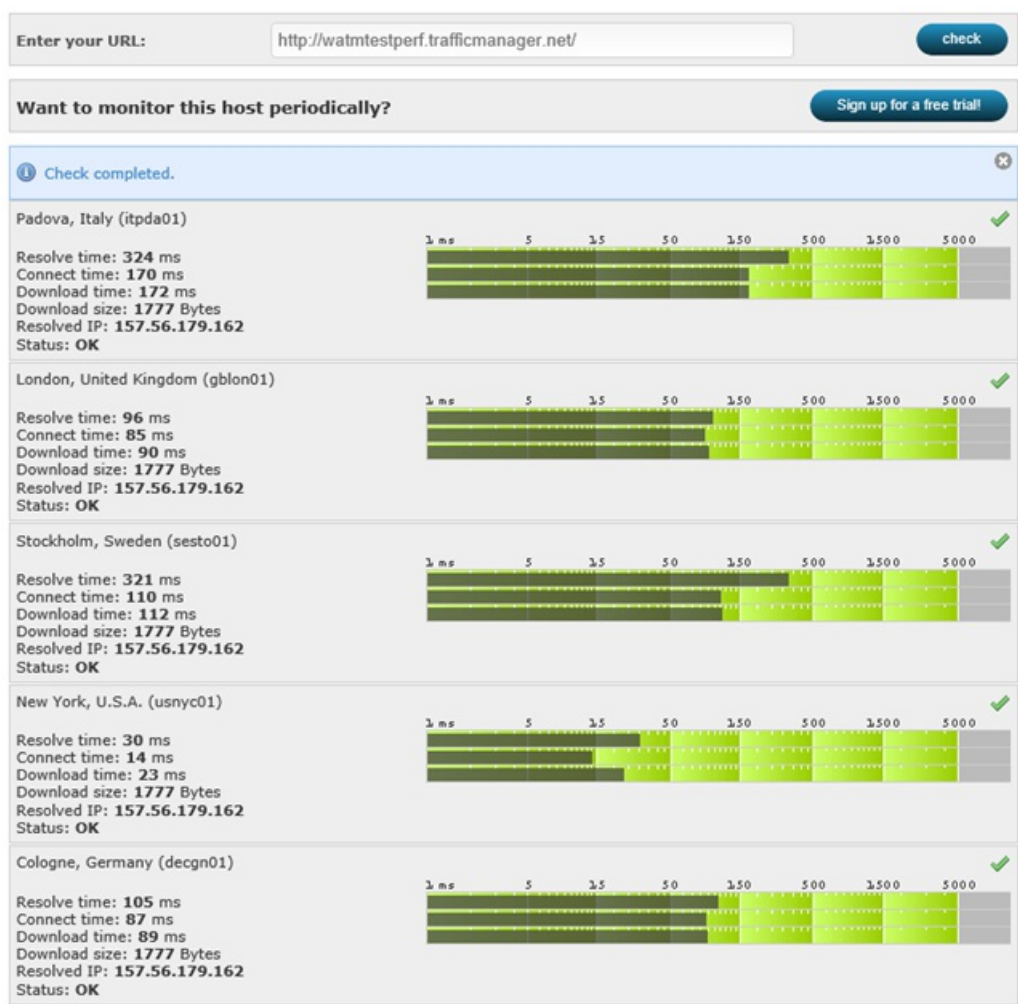 Enter your URL: http://watmtestperf.trafficmanager.net/ check
Want to monitor this host periodically? Sign up for a free trial!
Check completed.
Padova, Italy (itpda01)
1 ms 5 15 50 150 500 1500 5000
Resolve time: 324 ms
Connect time: 170 ms
Download time: 172 ms
Download size: 1777 Bytes
Resolved IP: 157.56.179.162
Status: OK
London, United Kingdom (gblon01)
1 ms 5 15 50 150 500 1500 5000
Resolve time: 96 ms
Connect time: 85 ms
Download time: 90 ms
Download size: 1777 Bytes
Resolved IP: 157.56.179.162
Status: OK
Stockholm, Sweden (sesto01)
1 ms 5 15 50 150 500 1500 5000
Resolve time: 321 ms
Connect time: 110 ms
Download time: 112 ms
Download size: 1777 Bytes
Resolved IP: 157.56.179.162
Status: OK
New York, U.S.A. (usnyc01)
1 ms 5 15 50 150 500 1500 5000
Resolve time: 30 ms
Connect time: 14 ms
Download time: 23 ms
Download size: 1777 Bytes
Resolved IP: 157.56.179.162
Status: OK
Cologne, Germany (decgn01)
1 ms 5 15 50 150 500 1500 5000
Resolve time: 105 ms
Connect time: 87 ms
Download time: 89 ms
Download size: 1777 Bytes
Resolved IP: 157.56.179.162
Status: OK